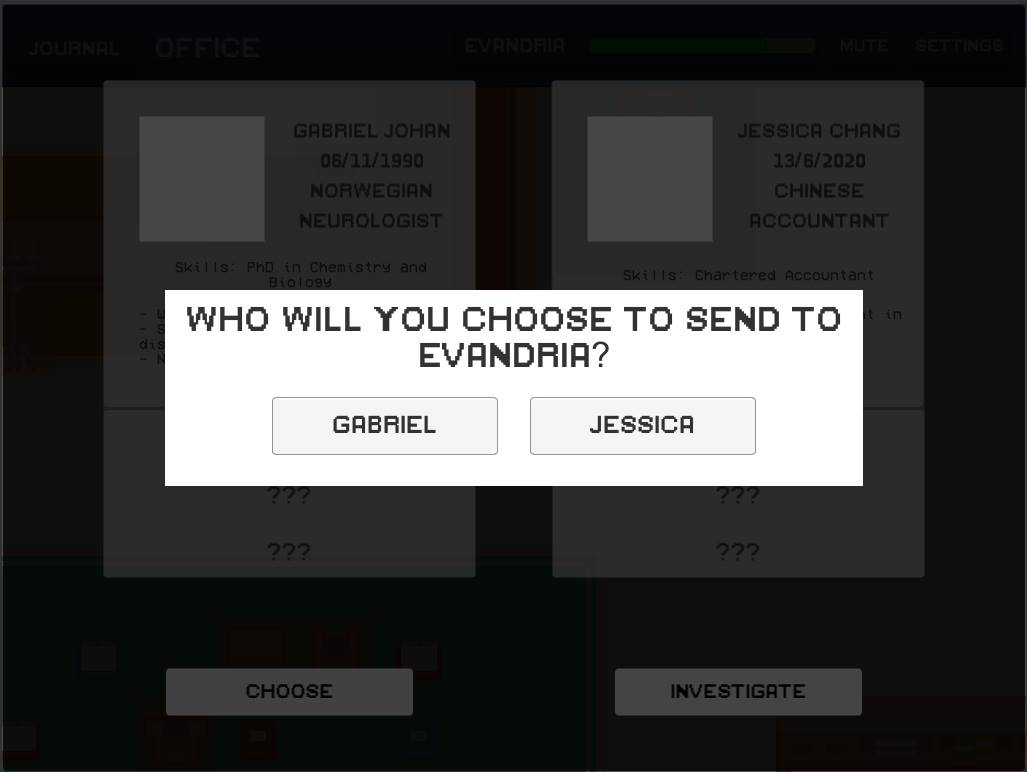 JOURNAL OFFICE EVANDRIA MUTE SETTINGS
GABRIEL JOHAN
06/11/1990
NORWEGIAN
NEUROLOGIST
Skills: PhD in Chemistry and
Biology
JESSICA CHANG
13/6/2020
CHINESE
ACCOUNTANT
Skills: Chartered Accountant
WHO WILL YOU CHOOSE TO SEND TO
EVANDRIA?
GABRIEL JESSICA
???
???
???
???
CHOOSE INVESTIGATE